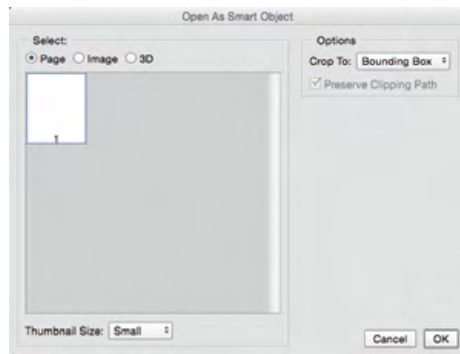 Open As Smart Object
Select:
Page Image 3D
1
Thumbnail Size: Small
Options
Crop To: Bounding Box
Preserve Clipping Path
Cancel OK